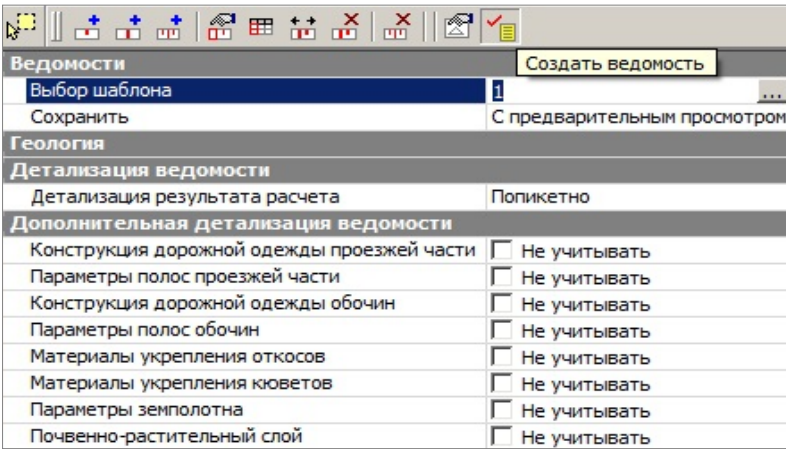 Создать ведомость
Ведомости
Выбор шаблона 1 ...
Сохранить С предварительным просмотром
Геология
Детализация ведомости
Детализация результата расчета Попикетно
Дополнительная детализация ведомости
Конструкция дорожной одежды проезжей части Не учитывать
Параметры полос проезжей части Не учитывать
Конструкция дорожной одежды обочин Не учитывать
Параметры полос обочин Не учитывать
Материалы укрепления откосов Не учитывать
Материалы укрепления кюветов Не учитывать
Параметры земполотна Не учитывать
Почвенно-растительный слой Не учитывать